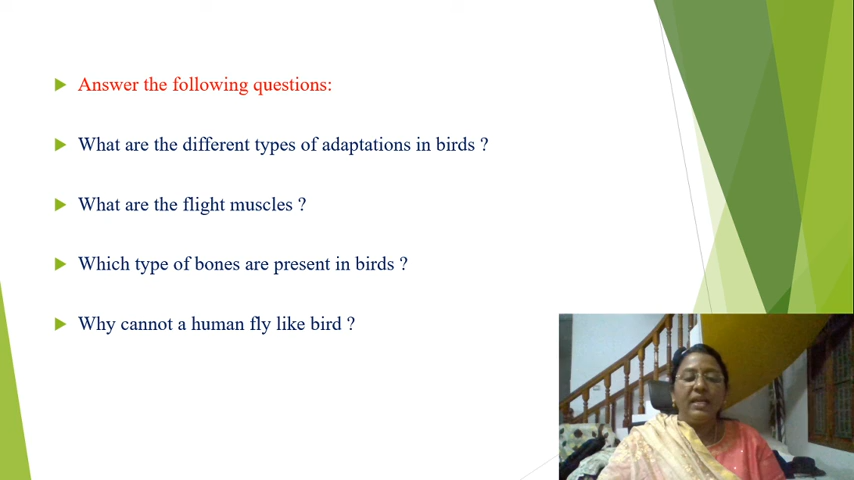 Answer the following questions:
What are the different types of adaptations in birds ?
What are the flight muscles ?
Which type of bones are present in birds ?
Why cannot a human fly like bird ?